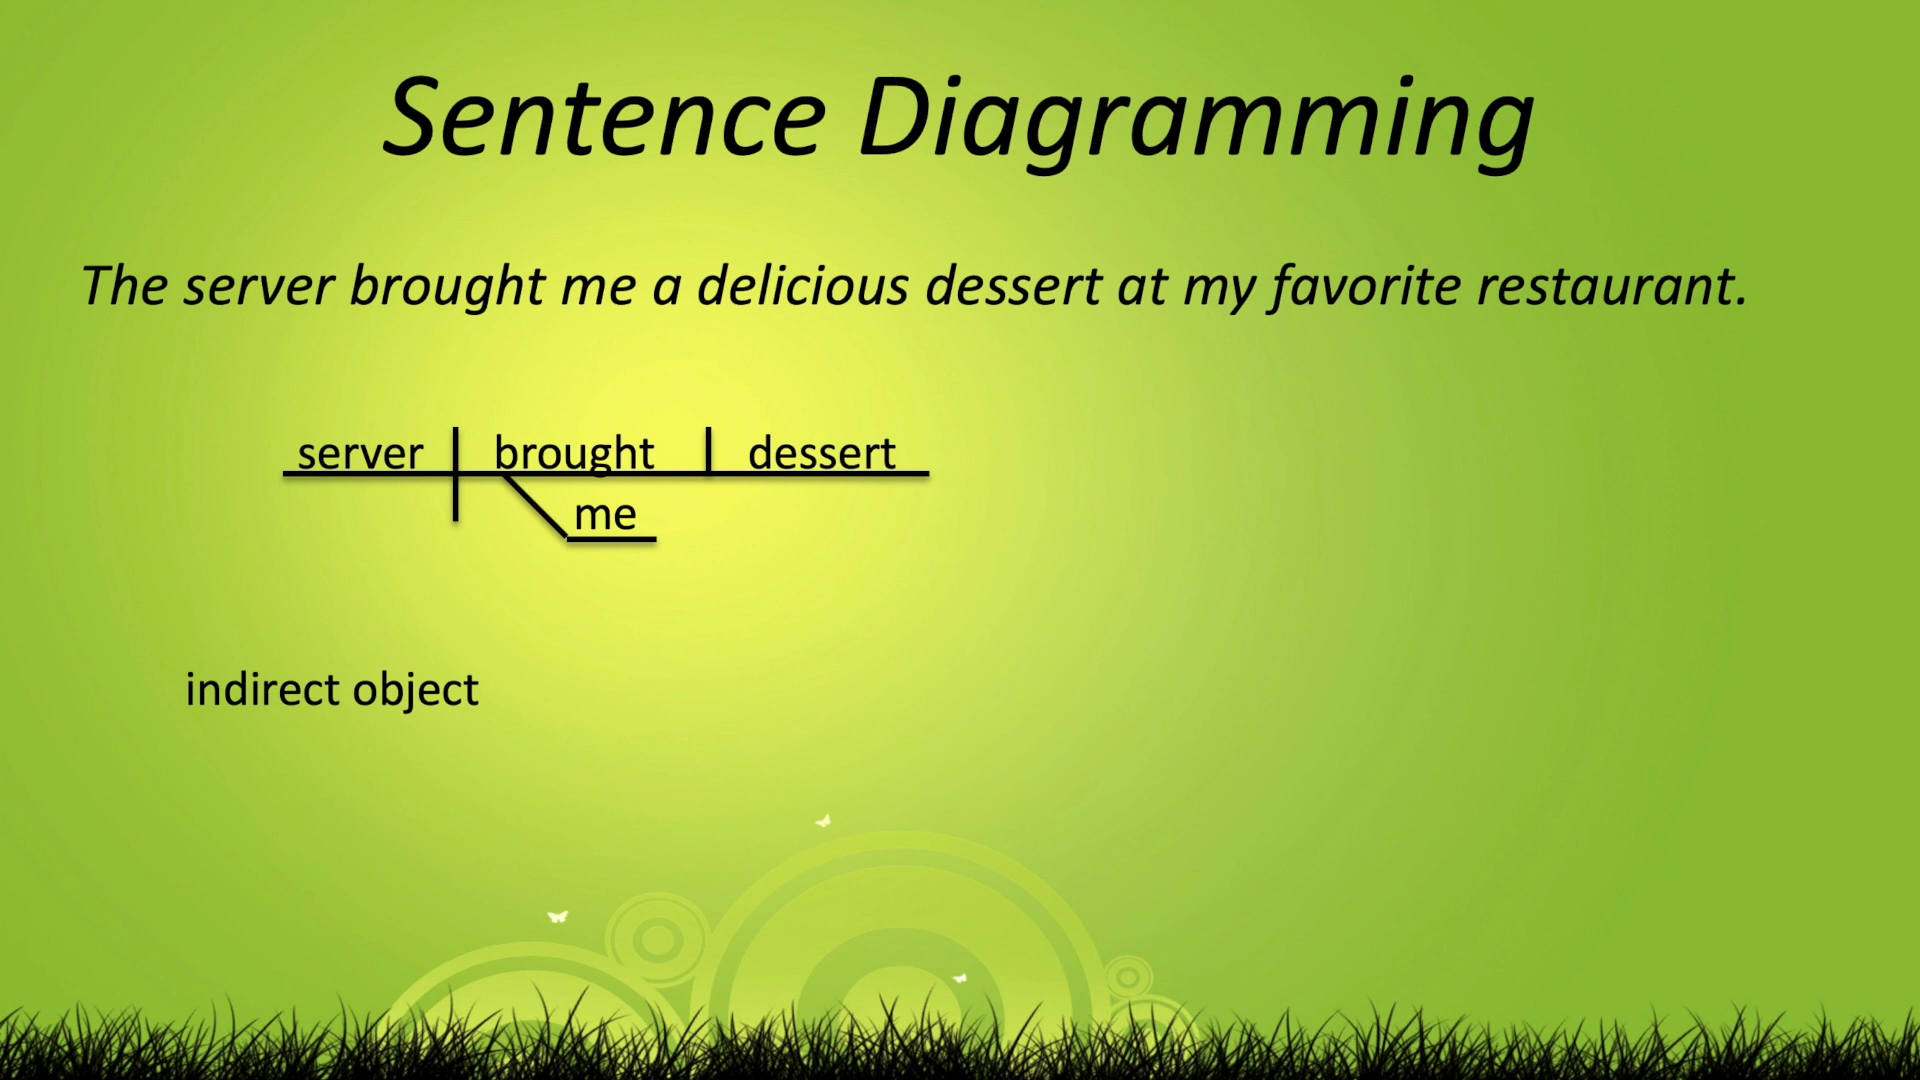 Sentence Diagramming
The server brought me a delicious dessert at my favorite restaurant.
server brought dessert
me
indirect object